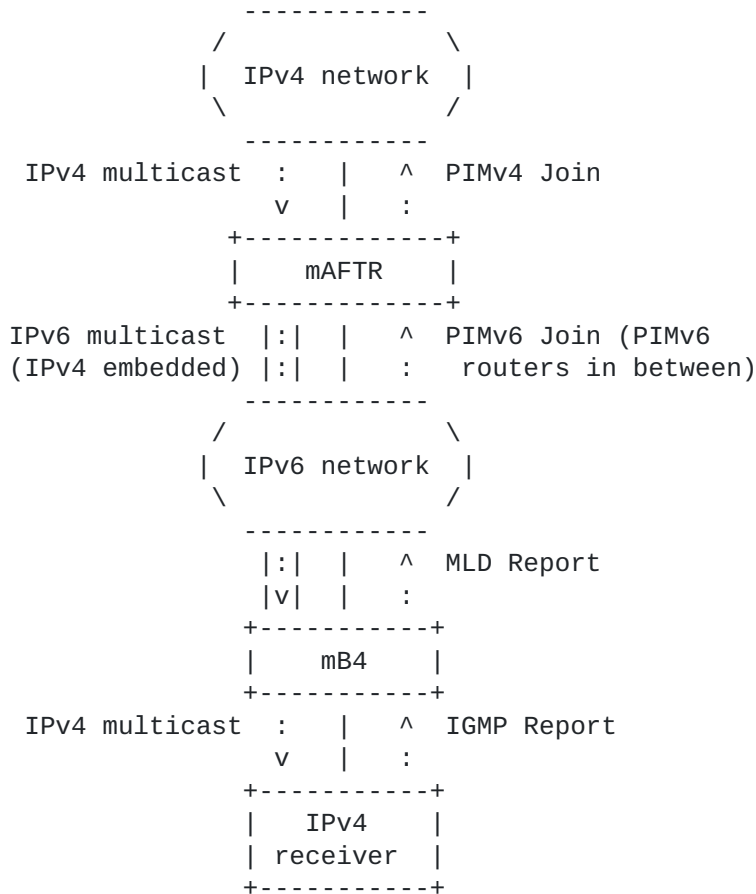 IPv4 network
IPv4 multicast : | ^ PIMv4 Join
v | :
mAFTR
IPv6 multicast |:| | ^ PIMv6 Join (PIMv6
(IPv4 embedded) |:| | : routers in between)
IPv6 network
|:| | ^ MLD Report
|v| | :
mB4
IPv4 multicast : | ^ IGMP Report
v | :
IPv4
receiver